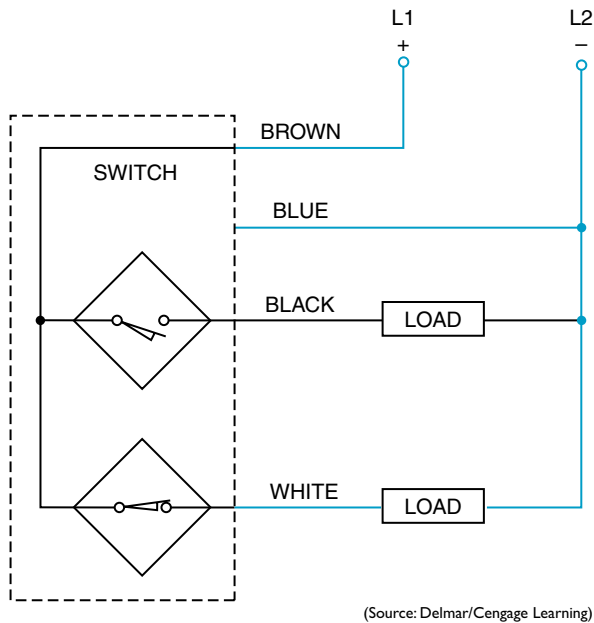 L1
L2
+
–
BROWN
SWITCH
BLUE
BLACK
LOAD
WHITE
LOAD
(Source: Delmar/Cengage Learning)